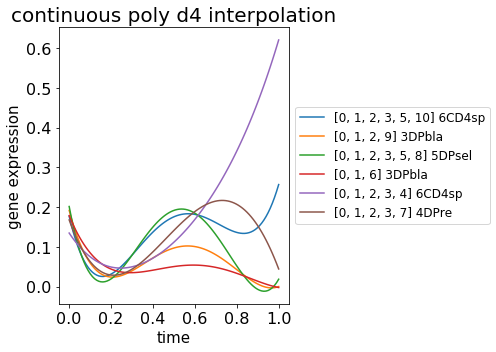 continuous poly d4 interpolation
gene expression
0.6
0.5
0.4
0.3
0.2
0.1
0.0
0.0 0.2 0.4 0.6 0.8 1.0
time
[0, 1, 2, 3, 5, 10] 6CD4sp
[0, 1, 2, 9] 3DPbla
[0, 1, 2, 3, 5, 8] 5DPsel
[0, 1, 6] 3DPbla
[0, 1, 2, 3, 4] 6CD4sp
[0, 1, 2, 3, 7] 4DPre